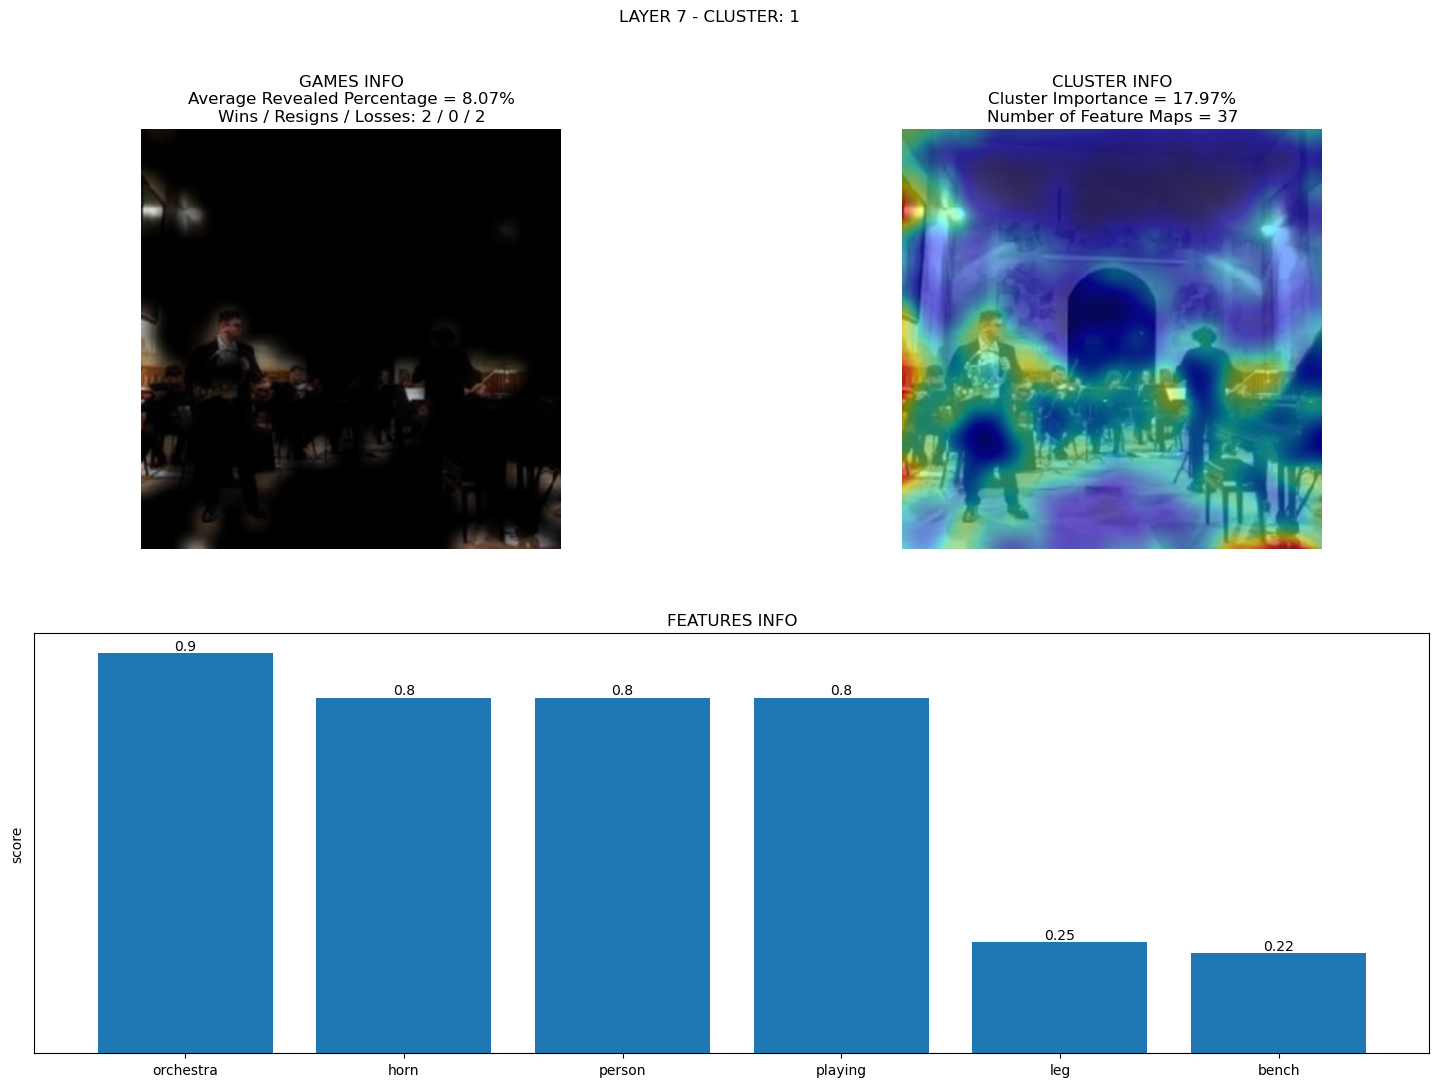 LAYER 7 - CLUSTER: 1
GAMES INFO
Average Revealed Percentage = 8.07%
Wins / Resigns / Losses: 2 / 0 / 2
CLUSTER INFO
Cluster Importance = 17.97%
Number of Feature Maps = 37
FEATURES INFO
score
0.9
0.8
0.8
0.8
0.25
0.22
orchestra
horn
person
playing
leg
bench